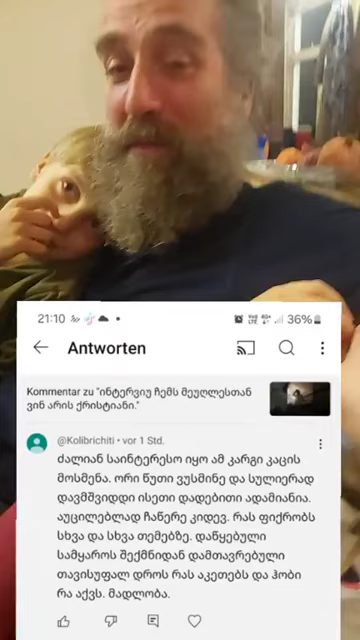 21:10
36%
Antworten
Kommentar zu "ინტერვიუ ჩემს მეუღლესთან
ვინ არის ქრისტიანი."
@Kolibrichiti • vor 1 Std.
ძალიან საინტერესო იყო ამ კარგი კაცის
მოსმენა. ორი წუთი ვუსმინე და სულიერად
დავმშვიდდი ისეთი დადებითი ადამიანია.
აუცილებლად ჩაწერე კიდევ. რას ფიქრობს
სხვა და სხვა თემებზე. დაწყებული
სამყაროს შექმნიდან დამთავრებული
თავისუფალ დროს რას აკეთებს და ჰობი
რა აქვს. მადლობა.